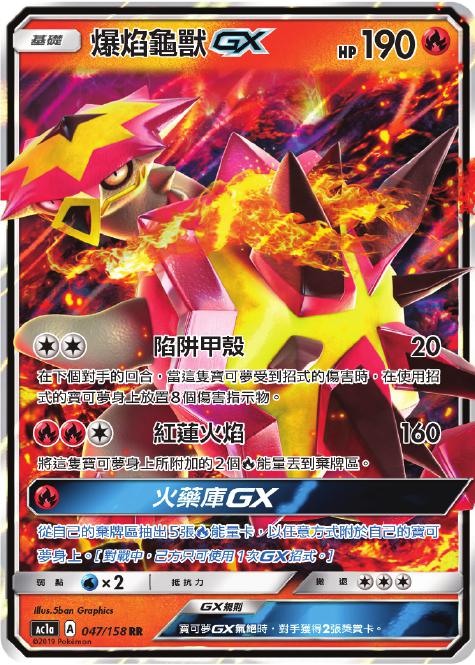 基礎 爆焰龜獸GX HP 190
陷阱甲殼 20
在下個對手的回合,當這隻寶可夢受到招式的傷害時,在使用招
式的寶可夢身上放置8個傷害指示物。
紅蓮火焰 160
將這隻寶可夢身上所附加的2個能量丟到棄牌區。
火藥庫GX
從自己的棄牌區抽出5張能量卡,以任意方式附於自己的寶可
夢身上。[對戰中,己方只可使用1次GX招式。]
弱點 ×2 抵抗力 撤退
illus.5ban Graphics
GX規則
AC1a A 047/158 RR
寶可夢GX氣絕時,對手獲得2張獎賞卡。
©2019 Pokémon